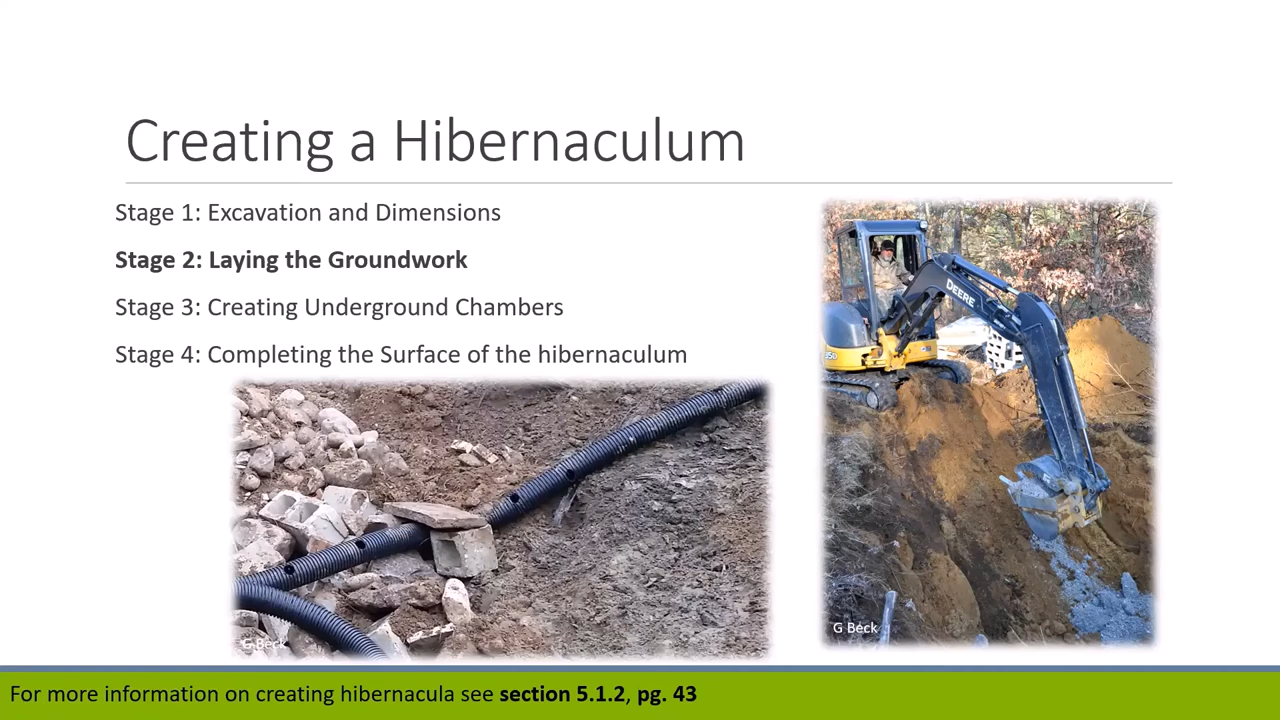 Creating a Hibernaculum
Stage 1: Excavation and Dimensions
Stage 2: Laying the Groundwork
Stage 3: Creating Underground Chambers
Stage 4: Completing the Surface of the hibernaculum
DEERE
35D
G Beck
G Beck
For more information on creating hibernacula see section 5.1.2, pg. 43